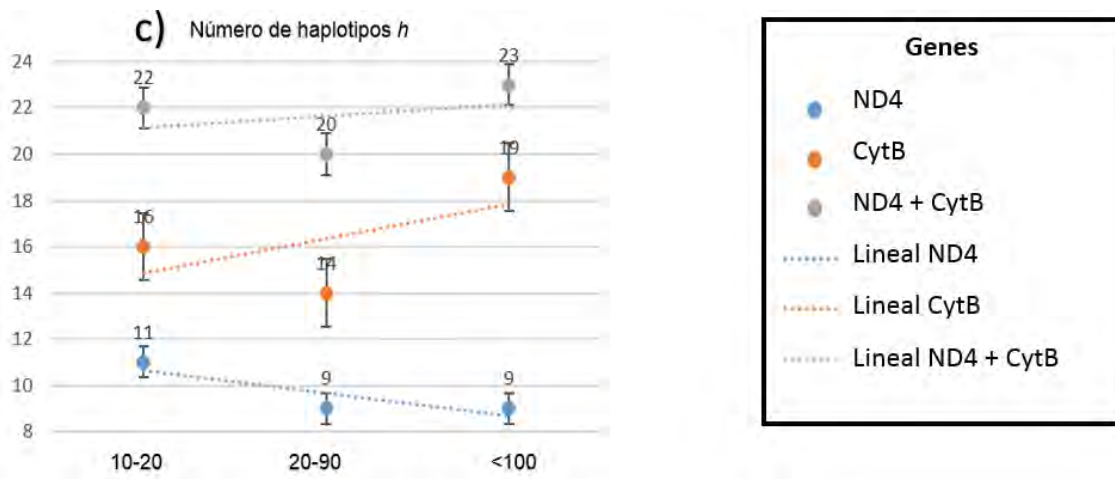 c) Número de haplotipos h
24
22
20
18
16
14
12
10
8
22
20
23
16
14
19
11
9
9
10-20 20-90 <100
Genes
ND4
CytB
ND4 + CytB
Lineal ND4
Lineal CytB
Lineal ND4 + CytB